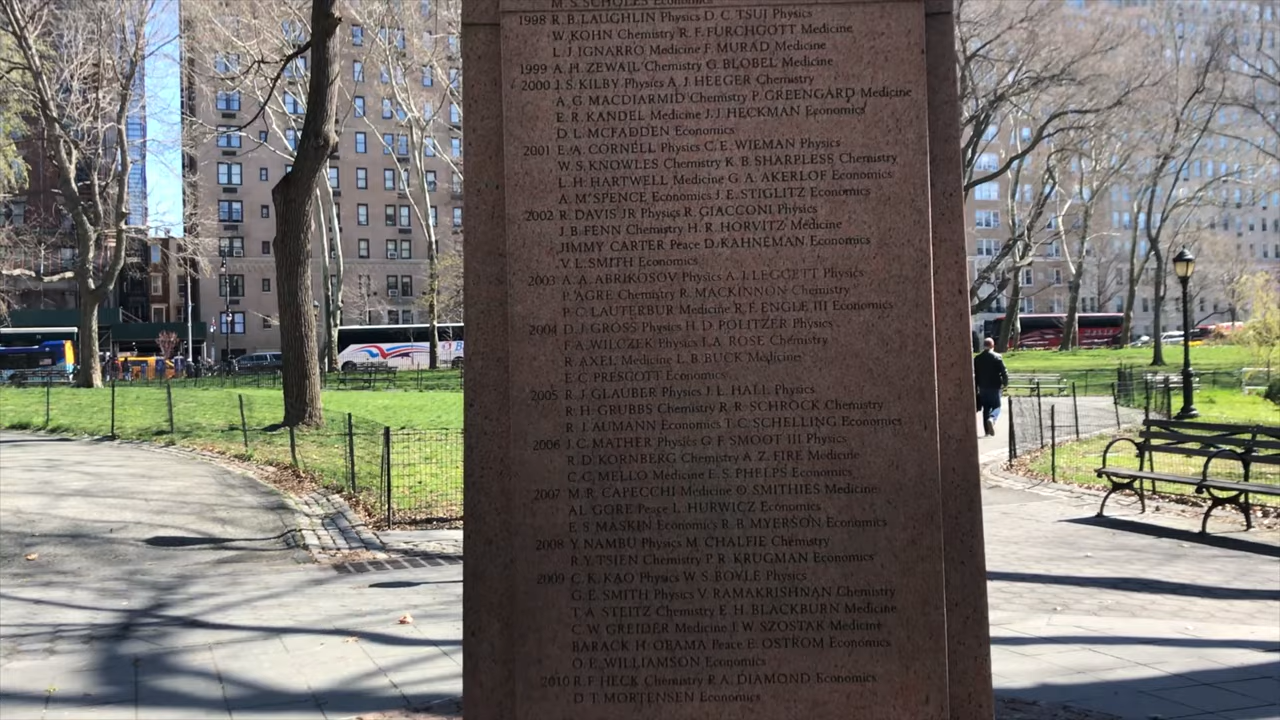 M. S. SCHOLES Economics
1998 R. B. LAUGHLIN Physics D. C. TSUI Physics
W. KOHN Chemistry R. F. FURCHGOTT Medicine
L. J. IGNARRO Medicine F. MURAD Medicine
1999 A. H. ZEWAIL Chemistry G. BLOBEL Medicine
2000 J. S. KILBY Physics A. J. HEEGER Chemistry
A. G. MACDIARMID Chemistry P. GREENGARD Medicine
E. R. KANDEL Medicine J. J. HECKMAN Economics
D. L. MCFADDEN Economics
2001 E. A. CORNELL Physics C. E. WIEMAN Physics
W. S. KNOWLES Chemistry K. B. SHARPLESS Chemistry
L. H. HARTWELL Medicine G. A. AKERLOF Economics
A. M. SPENCE Economics J. E. STIGLITZ Economics
2002 R. DAVIS JR Physics R. GIACCONI Physics
J. B. FENN Chemistry H. R. HORVITZ Medicine
JIMMY CARTER Peace D. KAHNEMAN Economics
V. L. SMITH Economics
2003 A. A. ABRIKOSOV Physics A. J. LEGGETT Physics
P. AGRE Chemistry R. MACKINNON Chemistry
P. C. LAUTERBUR Medicine R. F. ENGLE III Economics
2004 D. J. GROSS Physics H. D. POLITZER Physics
F. A. WILCZEK Physics I. A. ROSE Chemistry
R. AXEL Medicine L. B. BUCK Medicine
E. C. PRESCOTT Economics
2005 R. J. GLAUBER Physics J. L. HALL Physics
R. H. GRUBBS Chemistry R. R. SCHROCK Chemistry
R. J. AUMANN Economics T. C. SCHELLING Economics
2006 J. C. MATHER Physics G. F. SMOOT III Physics
R. D. KORNBERG Chemistry A. Z. FIRE Medicine
C. C. MELLO Medicine E. S. PHELPS Economics
2007 M. R. CAPECCHI Medicine O. SMITHIES Medicine
AL GORE Peace L. HURWICZ Economics
E. S. MASKIN Economics R. B. MYERSON Economics
2008 Y. NAMBU Physics M. CHALFIE Chemistry
R. Y. TSIEN Chemistry P. R. KRUGMAN Economics
2009 C. K. KAO Physics W. S. BOYLE Physics
G. E. SMITH Physics V. RAMAKRISHNAN Chemistry
T. A. STEITZ Chemistry E. H. BLACKBURN Medicine
C. W. GREIDER Medicine J. W. SZOSTAK Medicine
BARACK H. OBAMA Peace E. OSTROM Economics
O. E. WILLIAMSON Economics
2010 R. F. HECK Chemistry P. A. DIAMOND Economics
D. T. MORTENSEN Economics